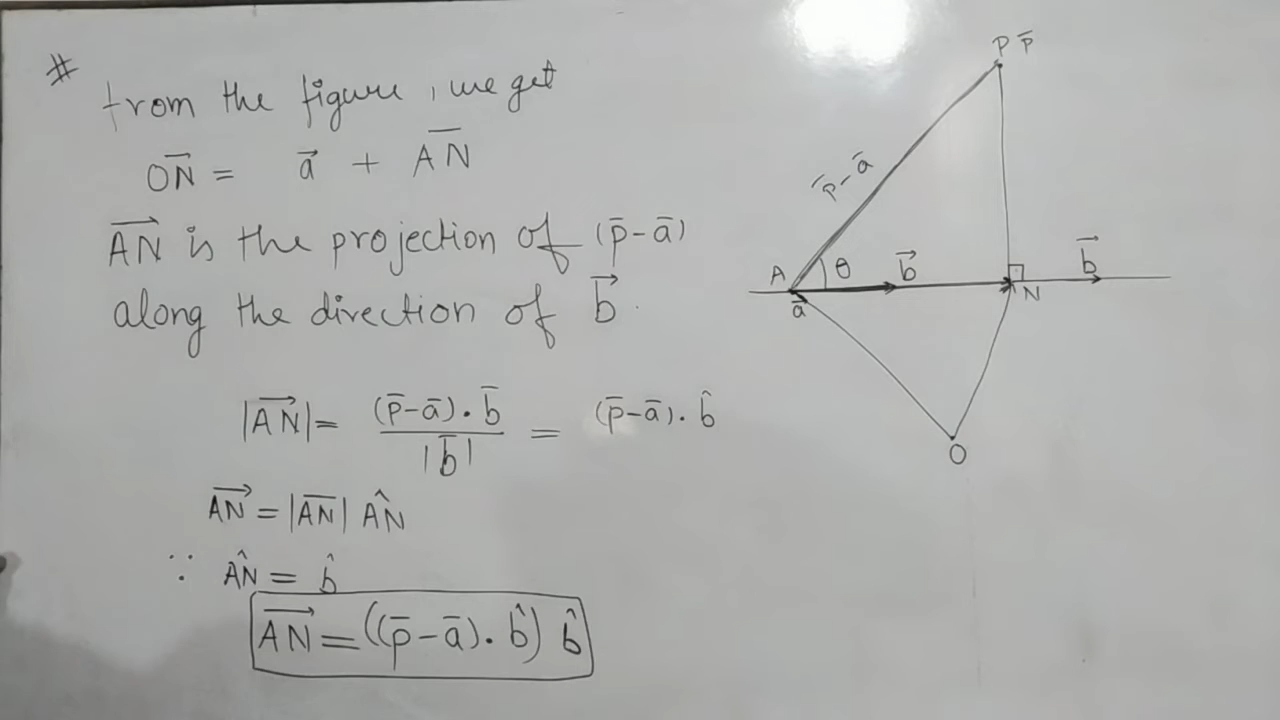 #
from the figure, we get
ON⃗ = a⃗ + AN̅
AN⃗ is the projection of (p̄-ā)
along the direction of b⃗.
|AN⃗| = (p̄-ā)·b̄ / |b̄| = (p̄-ā)·b̂
AN⃗ = |AN̅| AN̂
∵ AN̂ = b̂
AN⃗ = ((p̄-ā)·b̂) b̂
P p̄
p̄-ā
A θ b⃗ b⃗
a⃗ N
O